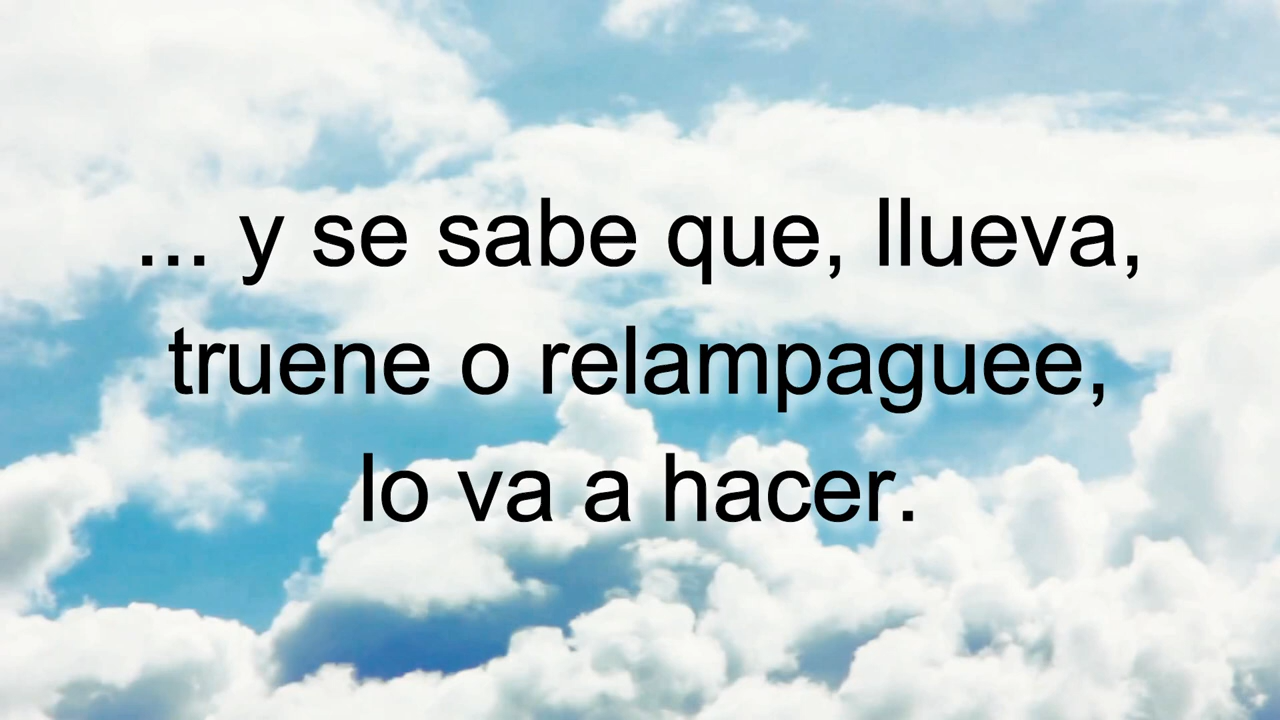 ... y se sabe que, llueva,
truene o relampaguee,
lo va a hacer.